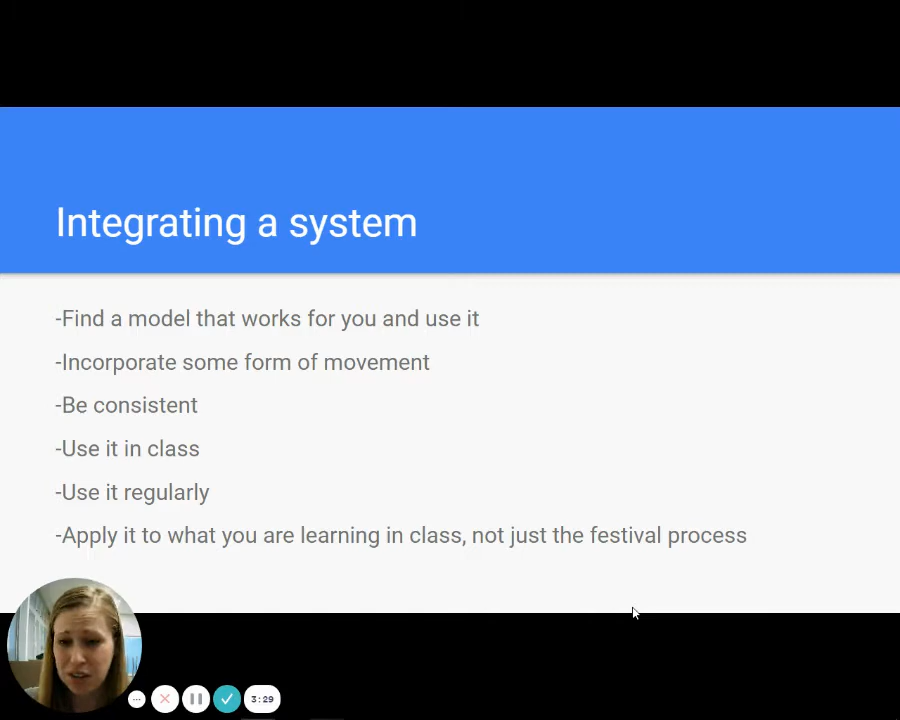 Integrating a system
-Find a model that works for you and use it
-Incorporate some form of movement
-Be consistent
-Use it in class
-Use it regularly
-Apply it to what you are learning in class, not just the festival process
3:29